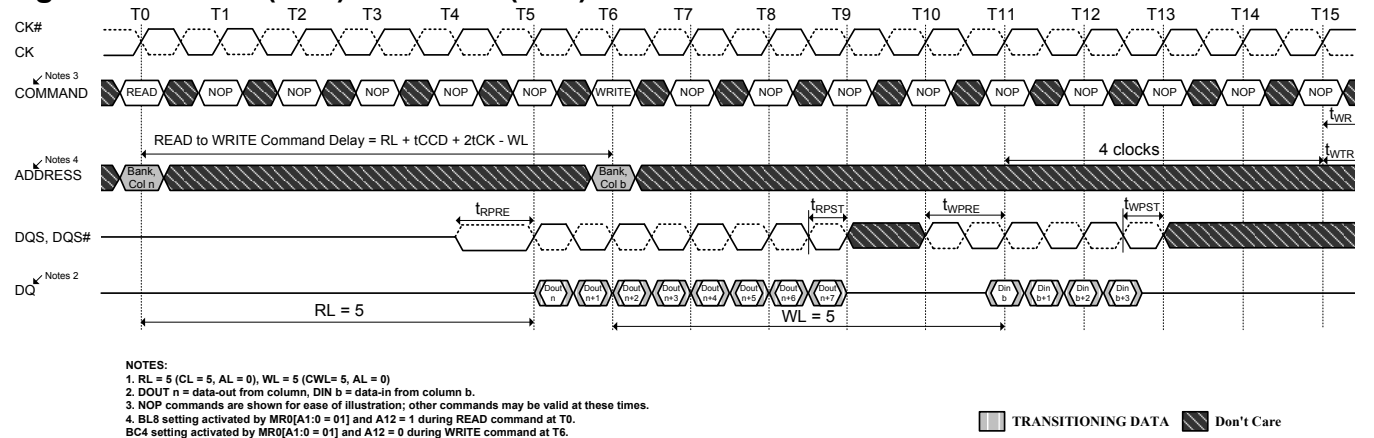 T0 T1 T2 T3 T4 T5 T6 T7 T8 T9 T10 T11 T12 T13 T14 T15
CK#
CK
Notes 3
COMMAND READ NOP NOP NOP NOP NOP WRITE NOP NOP NOP NOP NOP NOP NOP NOP NOP
tWR
READ to WRITE Command Delay = RL + tCCD + 2tCK - WL
4 clocks tWTR
Notes 4
ADDRESS Bank, Col n Bank, Col b
tRPRE tRPST tWPRE tWPST
DQS, DQS#
Notes 2
DQ Dout n Dout n+1 Dout n+2 Dout n+3 Dout n+4 Dout n+5 Dout n+6 Dout n+7 Din b Din b+1 Din b+2 Din b+3
RL = 5 WL = 5
NOTES:
1. RL = 5 (CL = 5, AL = 0), WL = 5 (CWL= 5, AL = 0)
2. DOUT n = data-out from column, DIN b = data-in from column b.
3. NOP commands are shown for ease of illustration; other commands may be valid at these times.
4. BL8 setting activated by MR0[A1:0 = 01] and A12 = 1 during READ command at T0.
BC4 setting activated by MR0[A1:0 = 01] and A12 = 0 during WRITE command at T6.
TRANSITIONING DATA Don't Care